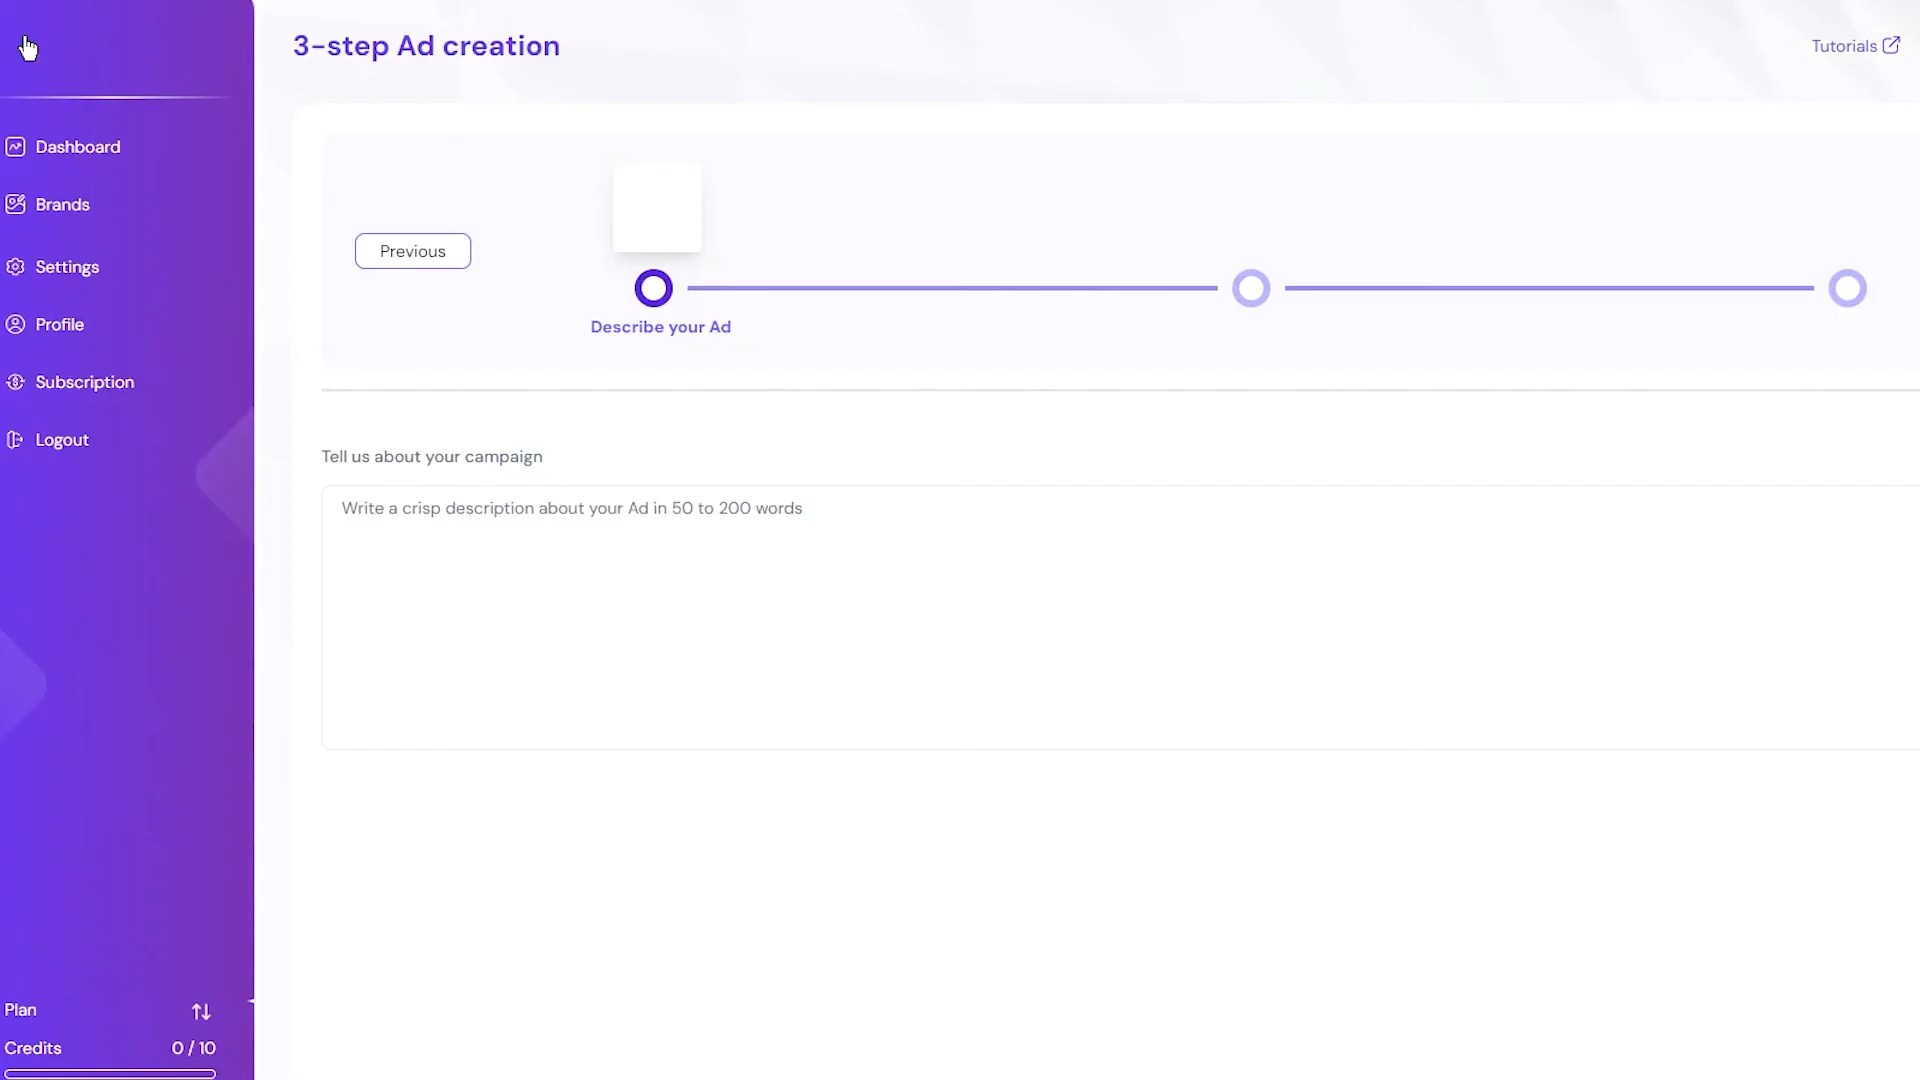 3-step Ad creation
Tutorials
Dashboard
Brands
Settings
Profile
Subscription
Logout
Previous
Describe your Ad
Tell us about your campaign
Write a crisp description about your Ad in 50 to 200 words
Plan
Credits 0 / 10